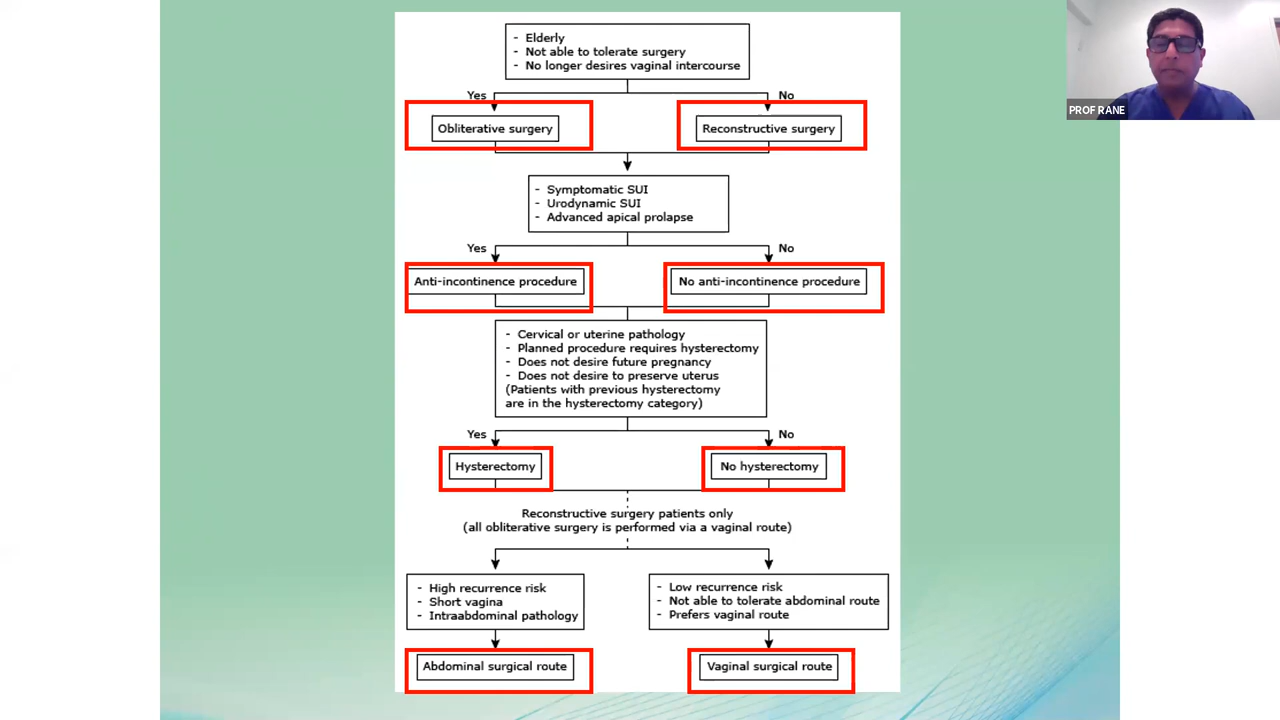 - Elderly
- Not able to tolerate surgery
- No longer desires vaginal intercourse
Yes
No
Obliterative surgery
Reconstructive surgery
- Symptomatic SUI
- Urodynamic SUI
- Advanced apical prolapse
Yes
No
Anti-incontinence procedure
No anti-incontinence procedure
- Cervical or uterine pathology
- Planned procedure requires hysterectomy
- Does not desire future pregnancy
- Does not desire to preserve uterus
(Patients with previous hysterectomy
are in the hysterectomy category)
Yes
No
Hysterectomy
No hysterectomy
Reconstructive surgery patients only
(all obliterative surgery is performed via a vaginal route)
- High recurrence risk
- Short vagina
- Intraabdominal pathology
- Low recurrence risk
- Not able to tolerate abdominal route
- Prefers vaginal route
Abdominal surgical route
Vaginal surgical route
PROF RANE